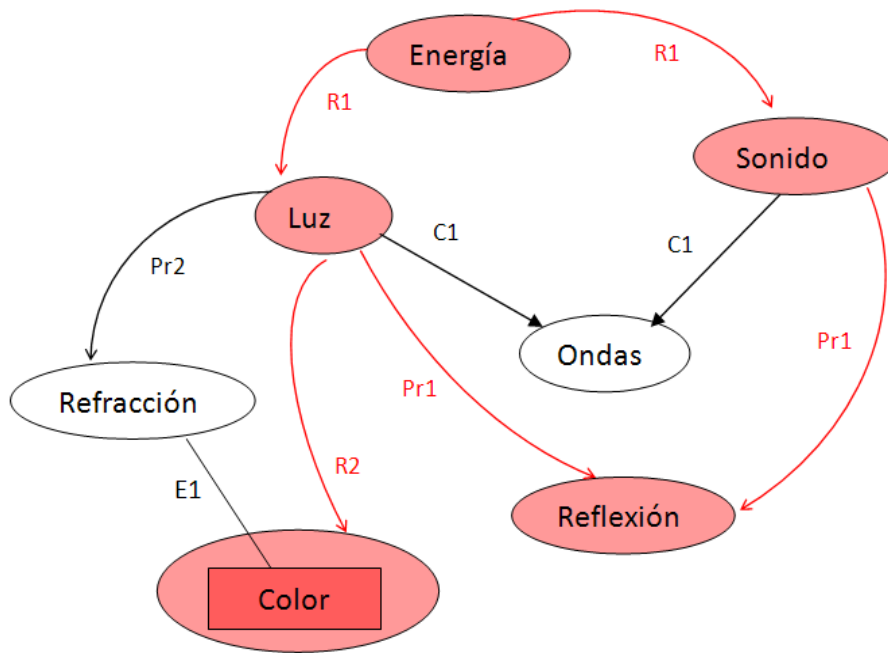 Energía
R1
R1
Sonido
Luz
C1
C1
Pr2
Ondas
Pr1
Pr1
Refracción
R2
E1
Reflexión
Color